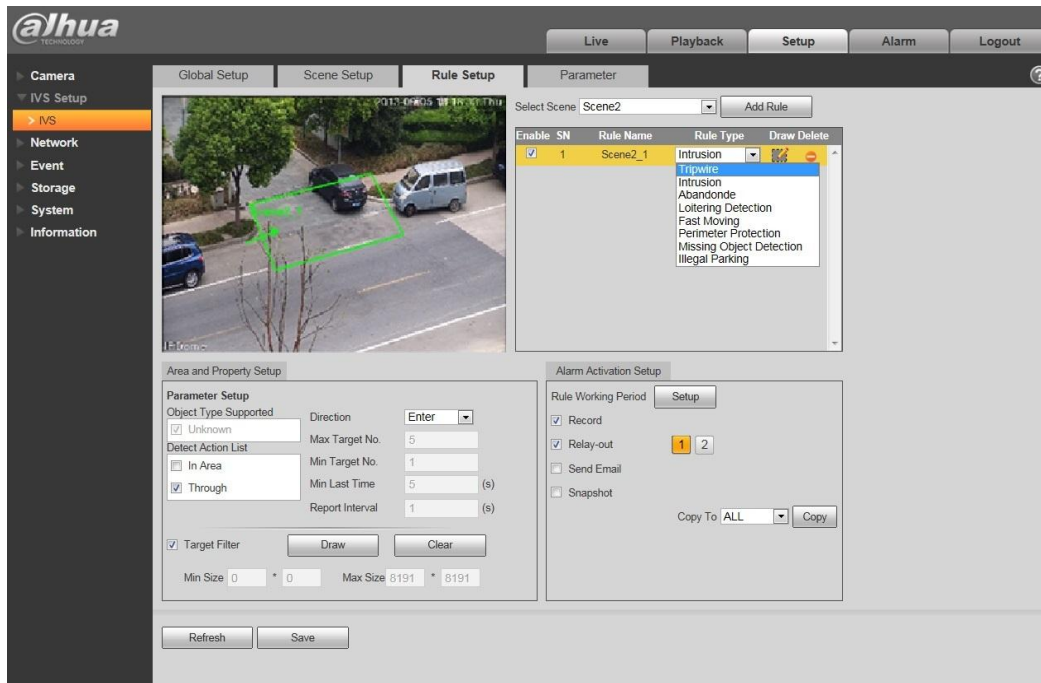 alhua
TECHNOLOGY
Live Playback Setup Alarm Logout
Camera
IVS Setup
> IVS
Network
Event
Storage
System
Information
Global Setup Scene Setup Rule Setup Parameter
Select Scene Scene2 Add Rule
Enable SN Rule Name Rule Type Draw Delete
1 Scene2_1 Intrusion
Tripwire
Intrusion
Abandonde
Loitering Detection
Fast Moving
Perimeter Protection
Missing Object Detection
Illegal Parking
Area and Property Setup
Parameter Setup
Object Type Supported
Unknown
Detect Action List
In Area
Through
Direction Enter
Max Target No. 5
Min Target No. 1
Min Last Time 5 (s)
Report Interval 1 (s)
Target Filter Draw Clear
Min Size 0 * 0 Max Size 8191 * 8191
Alarm Activation Setup
Rule Working Period Setup
Record
Relay-out 1 2
Send Email
Snapshot
Copy To ALL Copy
Refresh Save